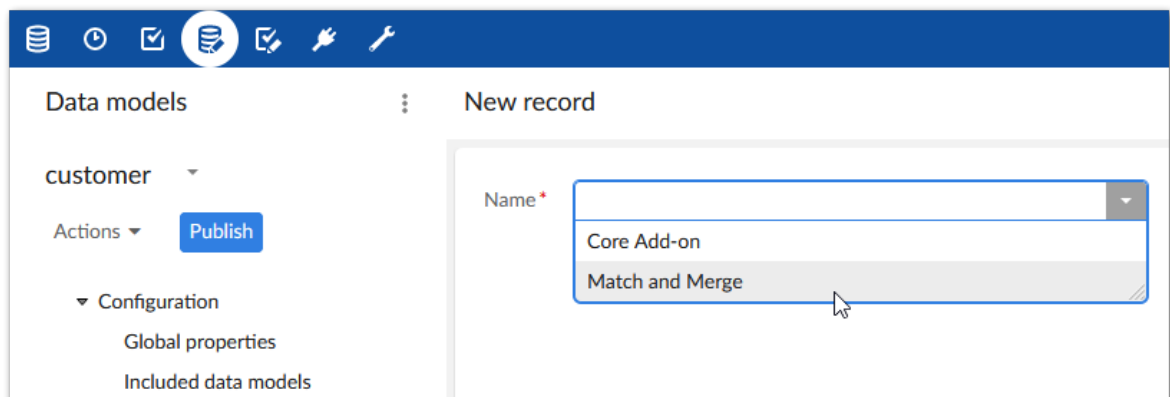 Data models
New record
customer
Name*
Actions
Publish
Core Add-on
Match and Merge
Configuration
Global properties
Included data models